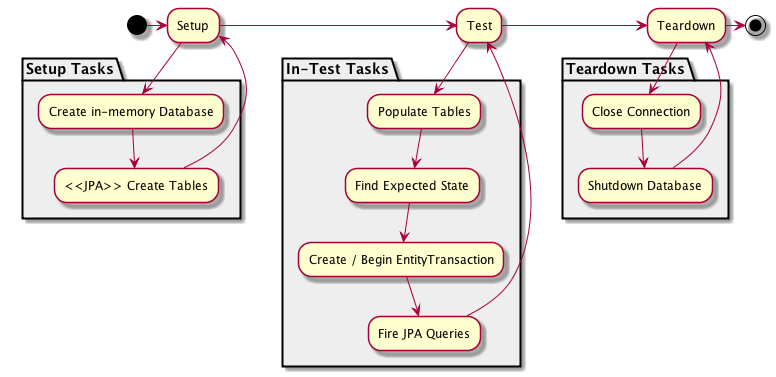 Setup
Test
Teardown
Setup Tasks
Create in-memory Database
<<JPA>> Create Tables
In-Test Tasks
Populate Tables
Find Expected State
Create / Begin EntityTransaction
Fire JPA Queries
Teardown Tasks
Close Connection
Shutdown Database